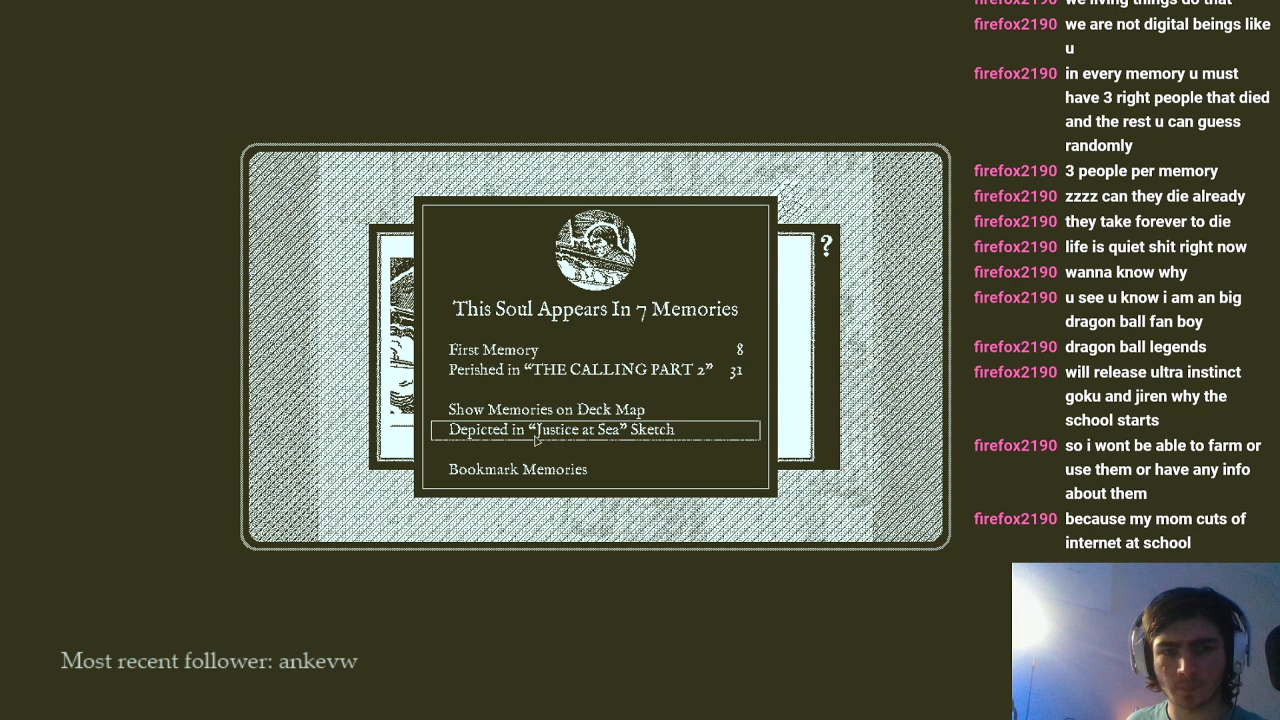 we living things do that
firefox2190 we are not digital beings like
u
firefox2190 in every memory u must
have 3 right people that died
and the rest u can guess
randomly
firefox2190 3 people per memory
firefox2190 zzzz can they die already
firefox2190 they take forever to die
firefox2190 life is quiet shit right now
firefox2190 wanna know why
firefox2190 u see u know i am an big
dragon ball fan boy
firefox2190 dragon ball legends
firefox2190 will release ultra instinct
goku and jiren why the
school starts
firefox2190 so i wont be able to farm or
use them or have any info
about them
firefox2190 because my mom cuts of
internet at school
?
This Soul Appears In 7 Memories
First Memory 8
Perished in “THE CALLING PART 2” 31
Show Memories on Deck Map
Depicted in “Justice at Sea” Sketch
Bookmark Memories
Most recent follower: ankevw